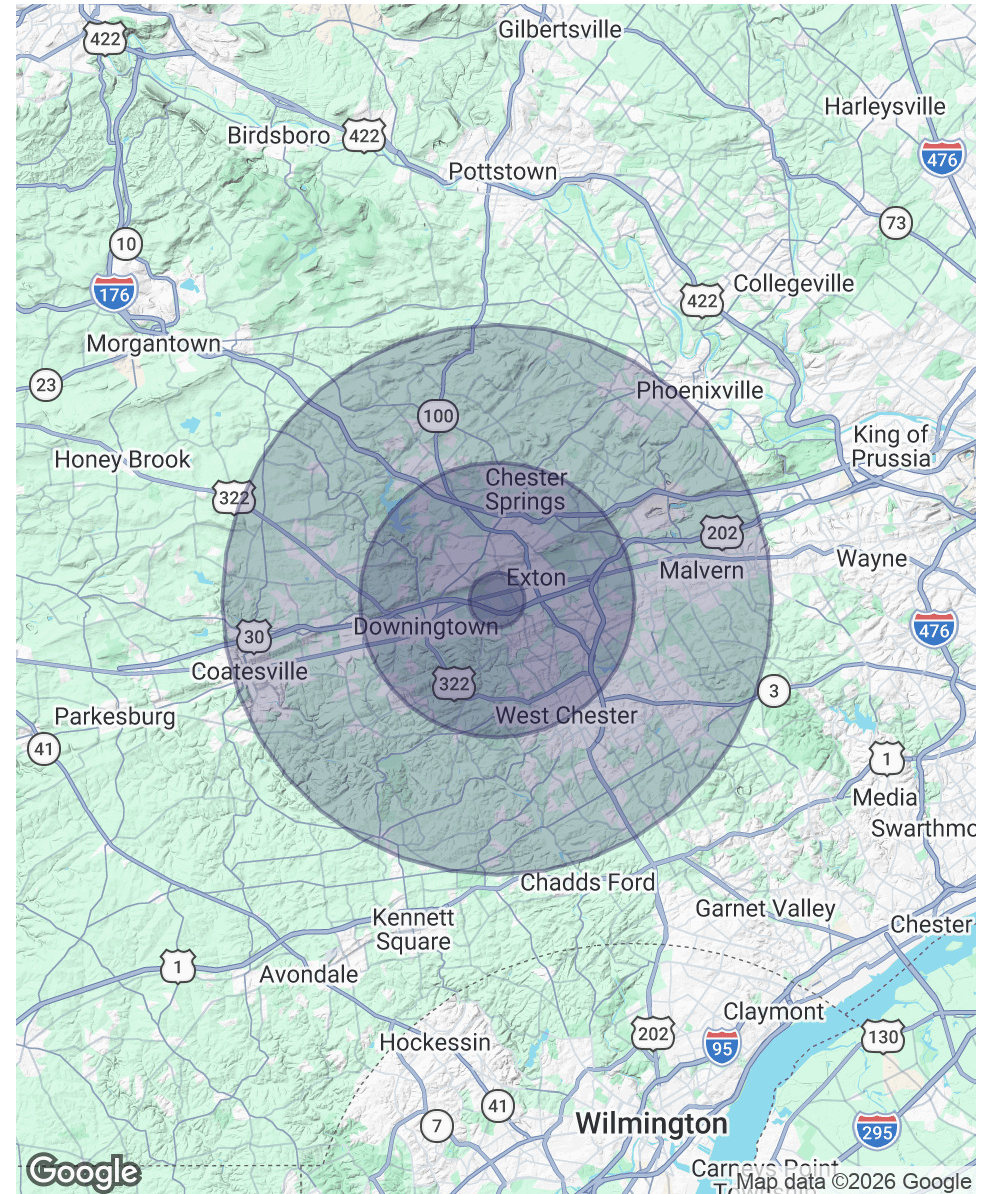 Gilbertsville
422
Harleysville
Birdsboro
422
476
Pottstown
73
10
Collegeville
176
422
Morgantown
23
Phoenixville
100
King of
Prussia
Honey Brook
Chester
Springs
322
202
Wayne
Exton
Malvern
Downingtown
476
30
Coatesville
322
3
Parkesburg
West Chester
41
1
Media
Swarthmo
Chadds Ford
Garnet Valley
Kennett
Square
Chester
1
Avondale
Claymont
Hockessin
202
95
130
41
7
Wilmington
295
Carneys Point
Google
Map data ©2026 Google